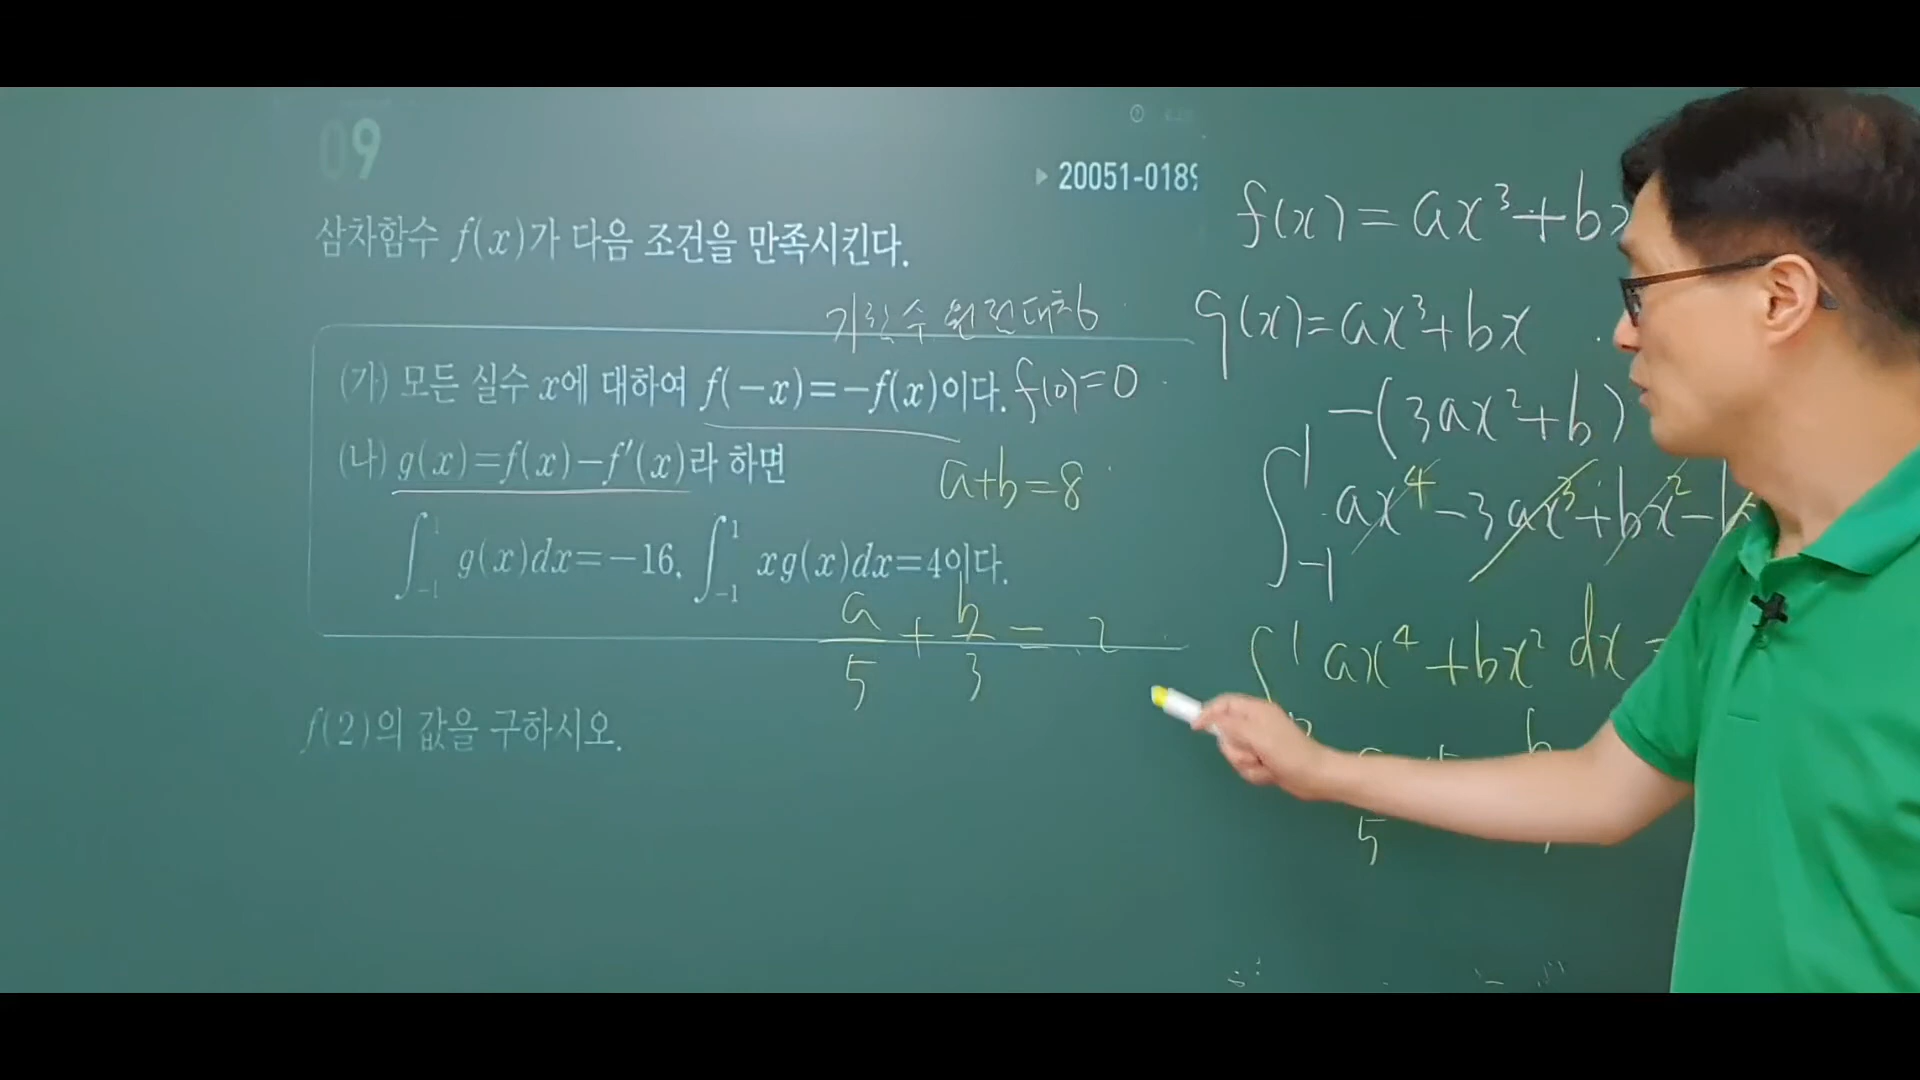 09
▶ 20051-0189
삼차함수 f(x)가 다음 조건을 만족시킨다.
기함수 원점대칭
(가) 모든 실수 x에 대하여 f(−x)=−f(x)이다. f(0)=0
(나) g(x)=f(x)−f′(x)라 하면
a+b=8
∫₋₁¹ g(x)dx=−16, ∫₋₁¹ xg(x)dx=4이다.
a/5 + b/3 = 2
f(2)의 값을 구하시오.
f(x)=ax³+bx
g(x)=ax³+bx
−(3ax²+b)
∫₋₁¹ ax⁴−3ax³+bx²−
∫ ¹ ax⁴+bx² dx =
b
5